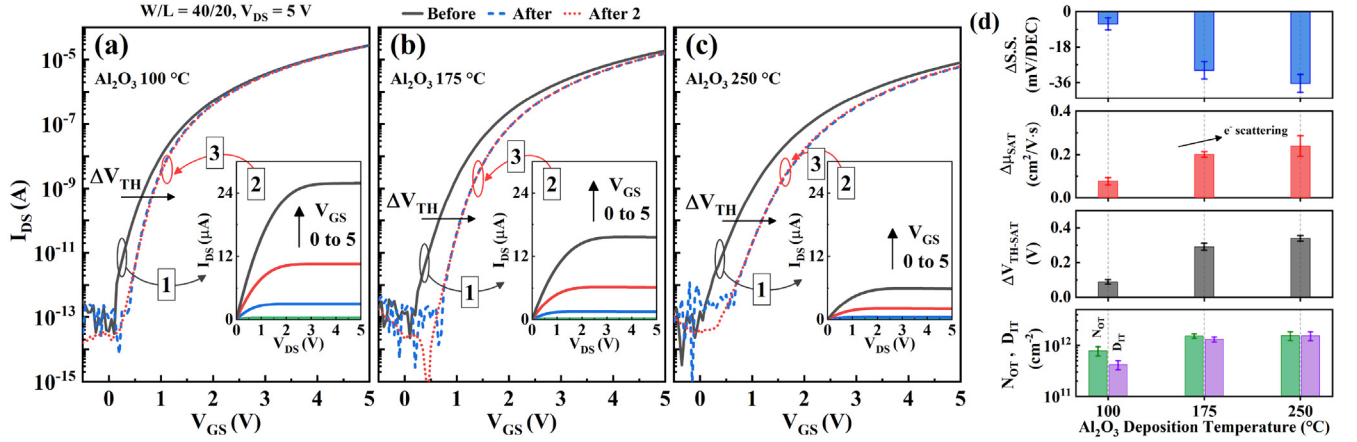 W/L = 40/20, V_DS = 5 V
Before After After 2
(a)
Al₂O₃ 100 °C
ΔV_TH
1
2
3
I_DS (A)
10⁻⁵
10⁻⁷
10⁻⁹
10⁻¹¹
10⁻¹³
10⁻¹⁵
0 1 2 3 4 5
V_GS (V)
I_DS (μA)
24
12
0
V_GS
0 to 5
0 1 2 3 4 5
V_DS (V)
(b)
Al₂O₃ 175 °C
ΔV_TH
1
2
3
0 1 2 3 4 5
V_GS (V)
I_DS (μA)
24
12
0
V_GS
0 to 5
0 1 2 3 4 5
V_DS (V)
(c)
Al₂O₃ 250 °C
ΔV_TH
1
2
3
0 1 2 3 4 5
V_GS (V)
I_DS (μA)
24
12
0
V_GS
0 to 5
0 1 2 3 4 5
V_DS (V)
(d)
ΔS.S.
(mV/DEC)
0
-18
-36
Δμ_SAT
(cm²/V·s)
0.4
0.2
0.0
e⁻ scattering
ΔV_TH-SAT
(V)
0.6
0.3
0.0
N_OT , D_IT
(cm⁻²)
10¹²
10¹¹
N_OT
D_IT
100 175 250
Al₂O₃ Deposition Temperature (°C)